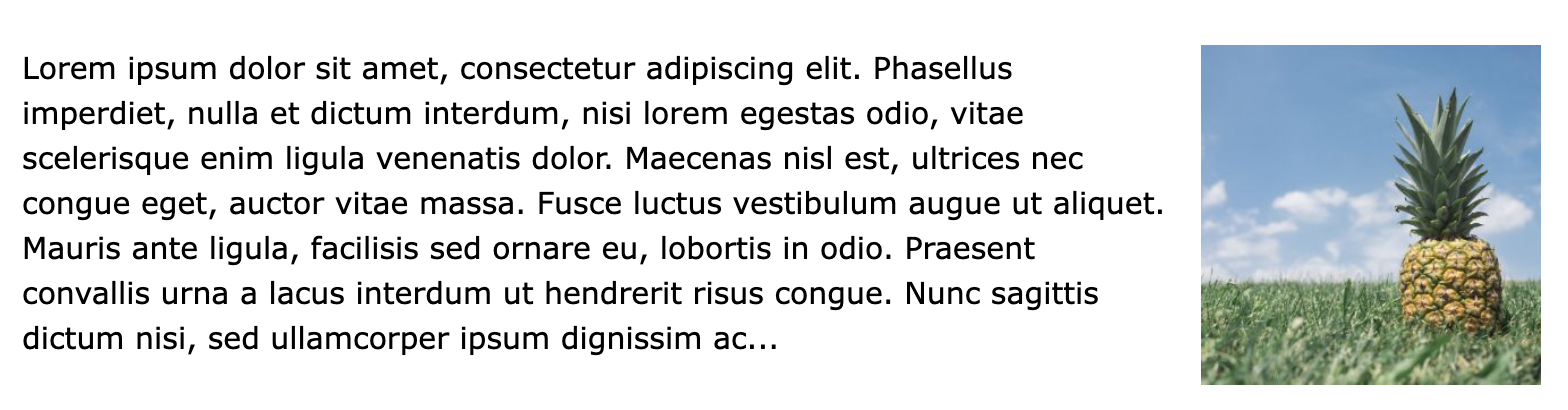 Lorem ipsum dolor sit amet, consectetur adipiscing elit. Phasellus
imperdiet, nulla et dictum interdum, nisi lorem egestas odio, vitae
scelerisque enim ligula venenatis dolor. Maecenas nisl est, ultrices nec
congue eget, auctor vitae massa. Fusce luctus vestibulum augue ut aliquet.
Mauris ante ligula, facilisis sed ornare eu, lobortis in odio. Praesent
convallis urna a lacus interdum ut hendrerit risus congue. Nunc sagittis
dictum nisi, sed ullamcorper ipsum dignissim ac...